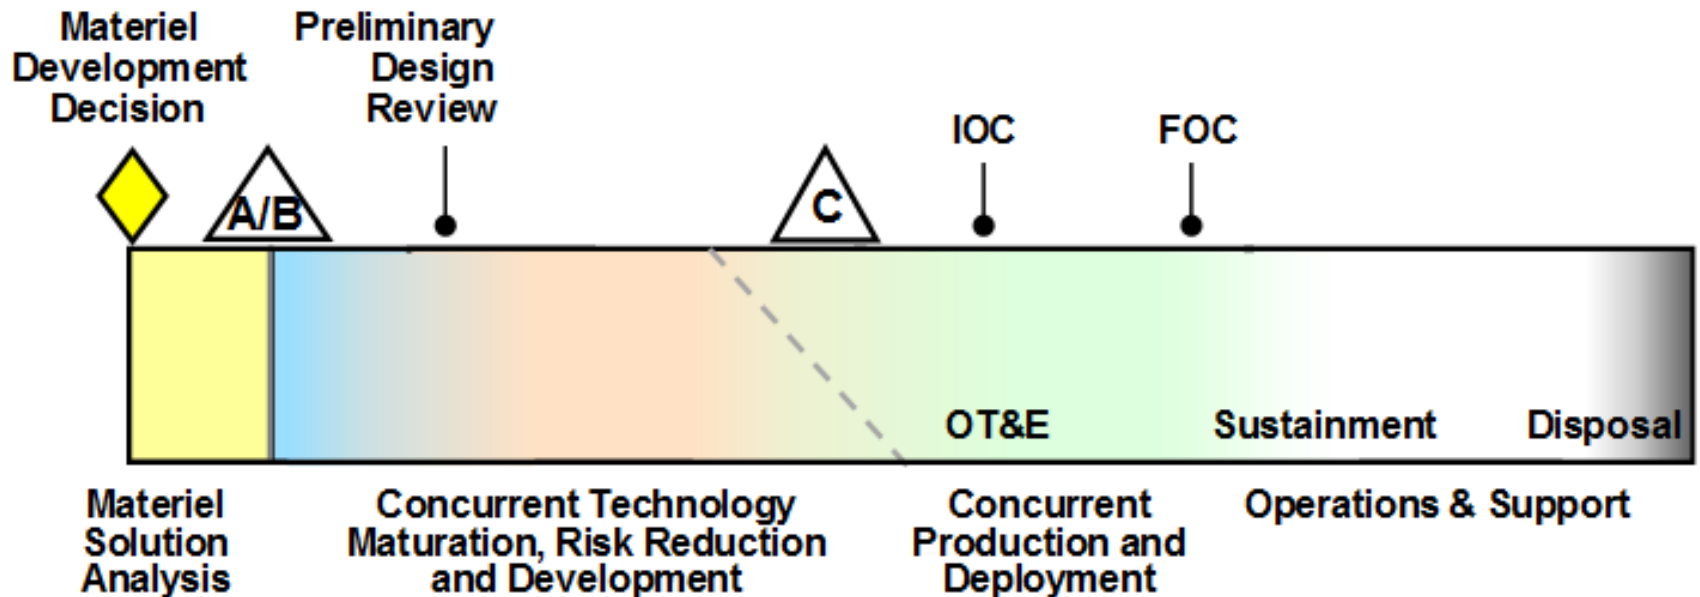 Materiel
Development
Decision
Preliminary
Design
Review
IOC
FOC
A/B
C
OT&E
Sustainment
Disposal
Materiel
Solution
Analysis
Concurrent Technology
Maturation, Risk Reduction
and Development
Concurrent
Production and
Deployment
Operations & Support